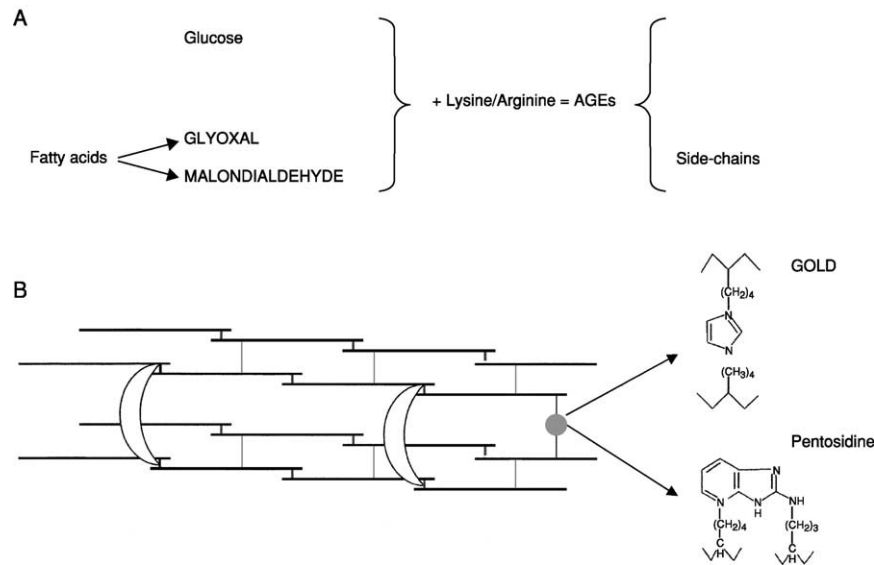 A
Glucose
+ Lysine/Arginine = AGEs
GLYOXAL
Fatty acids
MALONDIALDEHYDE
Side-chains
B
GOLD
(CH₂)₄
N
N
(CH₃)₄
Pentosidine
N
N
N
H
NH
(CH₂)₄
(CH₂)₃
C
H
C
H